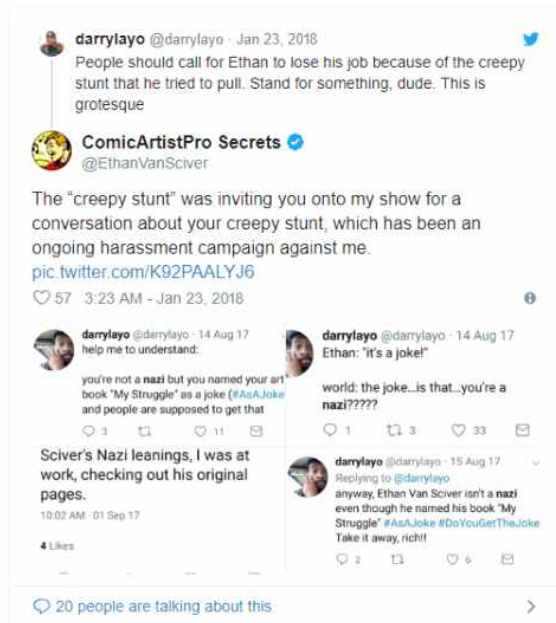 darrylayo @darrylayo · Jan 23, 2018
People should call for Ethan to lose his job because of the creepy
stunt that he tried to pull. Stand for something, dude. This is
grotesque
ComicArtistPro Secrets
@EthanVanSciver
The "creepy stunt" was inviting you onto my show for a
conversation about your creepy stunt, which has been an
ongoing harassment campaign against me.
pic.twitter.com/K92PAALYJ6
57 3:23 AM - Jan 23, 2018
darrylayo @darrylayo · 14 Aug 17
help me to understand:
you're not a nazi but you named your art
book "My Struggle" as a joke (#AsAJoke
and people are supposed to get that
3 11
darrylayo @darrylayo · 14 Aug 17
Ethan: "it's a joke!"
world: the joke...is that...you're a
nazi?????
1 3 33
Sciver's Nazi leanings, I was at
work, checking out his original
pages.
10:02 AM · 01 Sep 17
4 Likes
darrylayo @darrylayo · 15 Aug 17
Replying to @darrylayo
anyway, Ethan Van Sciver isn't a nazi
even though he named his book "My
Struggle" #AsAJoke #DoYouGetTheJoke
Take it away, rich!!
2 6
20 people are talking about this